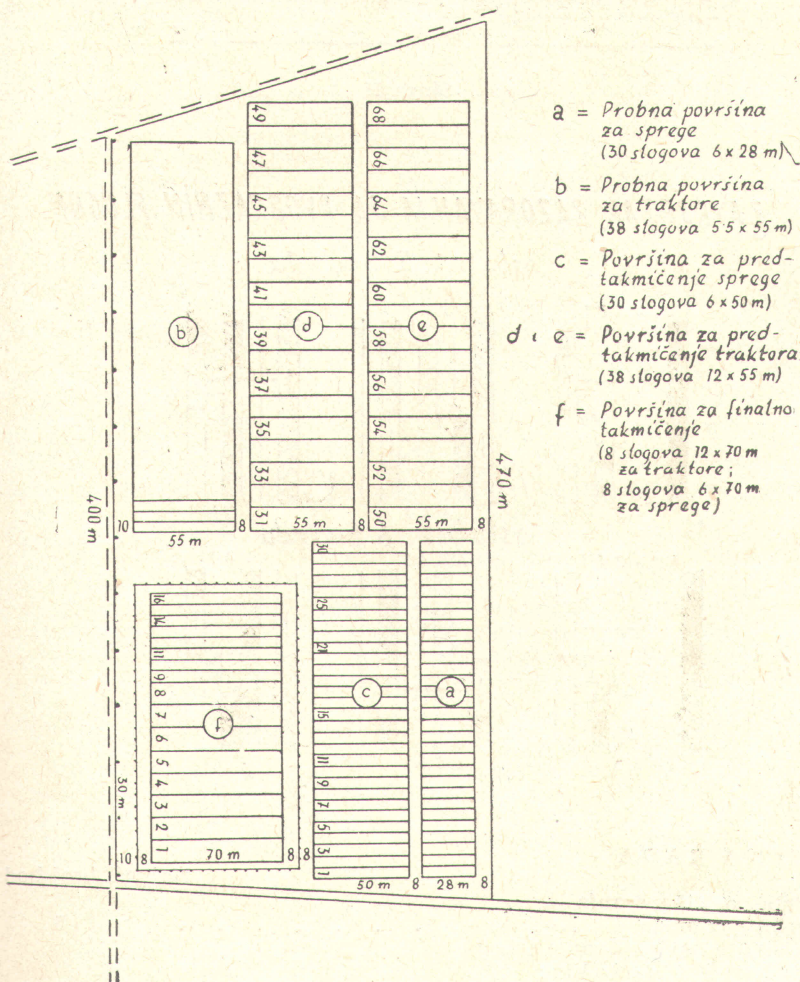 a = Probna površina
za sprege
(30 slogova 6 x 28 m)
b = Probna površina
za traktore
(38 slogova 5·5 x 55 m)
c = Površina za pred-
takmičenje sprege
(30 slogova 6 x 50 m)
d i e = Površina za pred-
takmičenje traktora
(38 slogova 12 x 55 m)
f = Površina za finalno
takmičenje
(8 slogova 12 x 70 m
za traktore;
8 slogova 6 x 70 m
za sprege)
b
10
55 m
8
49
47
45
43
41
d
39
37
35
33
31
55 m
8
68
66
64
62
60
e
58
56
54
52
50
55 m
8
400 m
470 m
16
14
11
9
8
7
f
6
5
4
3
2
1
30 m
10
8
70 m
8
8
30
25
21
c
15
11
9
7
5
3
1
50 m
8
a
28 m
8